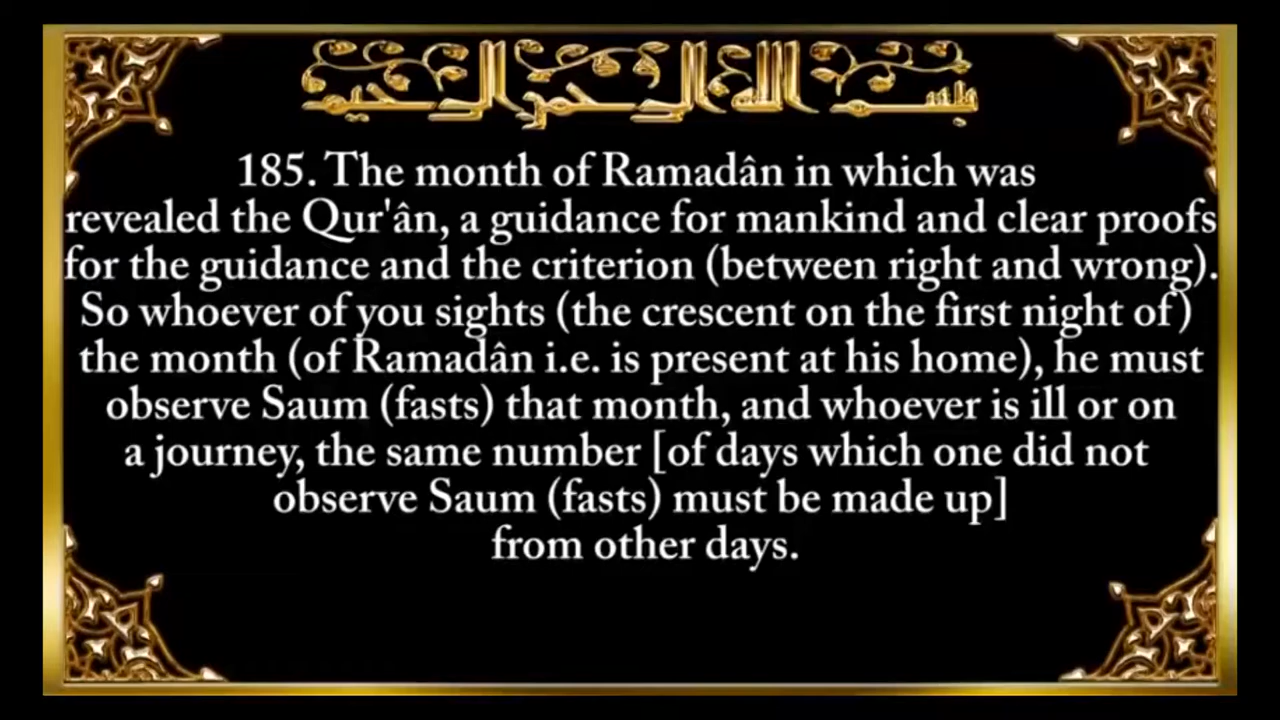 بسم الله الرحمن الرحيم
185. The month of Ramadân in which was
revealed the Qur'ân, a guidance for mankind and clear proofs
for the guidance and the criterion (between right and wrong).
So whoever of you sights (the crescent on the first night of)
the month (of Ramadân i.e. is present at his home), he must
observe Saum (fasts) that month, and whoever is ill or on
a journey, the same number [of days which one did not
observe Saum (fasts) must be made up]
from other days.